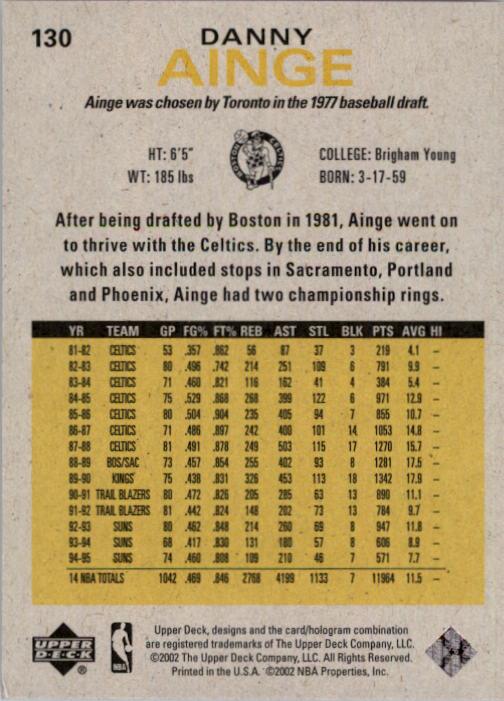 130
DANNY
AINGE
Ainge was chosen by Toronto in the 1977 baseball draft.
HT: 6'5"
WT: 185 lbs
BOSTON CELTICS
COLLEGE: Brigham Young
BORN: 3-17-59
After being drafted by Boston in 1981, Ainge went on
to thrive with the Celtics. By the end of his career,
which also included stops in Sacramento, Portland
and Phoenix, Ainge had two championship rings.
YR TEAM GP FG% FT% REB AST STL BLK PTS AVG HI
81-82 CELTICS 53 .357 .862 56 87 37 3 219 4.1 –
82-83 CELTICS 80 .496 .742 214 251 109 6 791 9.9 –
83-84 CELTICS 71 .460 .821 116 162 41 4 384 5.4 –
84-85 CELTICS 75 .529 .868 268 399 122 6 971 12.9 –
85-86 CELTICS 80 .504 .904 235 405 94 7 855 10.7 –
86-87 CELTICS 71 .486 .897 242 400 101 14 1053 14.8 –
87-88 CELTICS 81 .491 .878 249 503 115 17 1270 15.7 –
88-89 BOS/SAC 73 .457 .854 255 402 93 8 1281 17.5 –
89-90 KINGS 75 .438 .831 326 453 113 18 1342 17.9 –
90-91 TRAIL BLAZERS 80 .472 .826 205 285 63 13 890 11.1 –
91-92 TRAIL BLAZERS 81 .442 .824 148 202 73 13 784 9.7 –
92-93 SUNS 80 .462 .848 214 260 69 8 947 11.8 –
93-94 SUNS 68 .417 .830 131 180 57 8 606 8.9 –
94-95 SUNS 74 .460 .808 109 210 46 7 571 7.7 –
14 NBA TOTALS 1042 .469 .846 2768 4199 1133 7 11964 11.5 –
UPPER
DECK
®
NBA
Upper Deck, designs and the card/hologram combination
are registered trademarks of The Upper Deck Company, LLC.
©2002 The Upper Deck Company, LLC. All Rights Reserved.
Printed in the U.S.A. ©2002 NBA Properties, Inc.